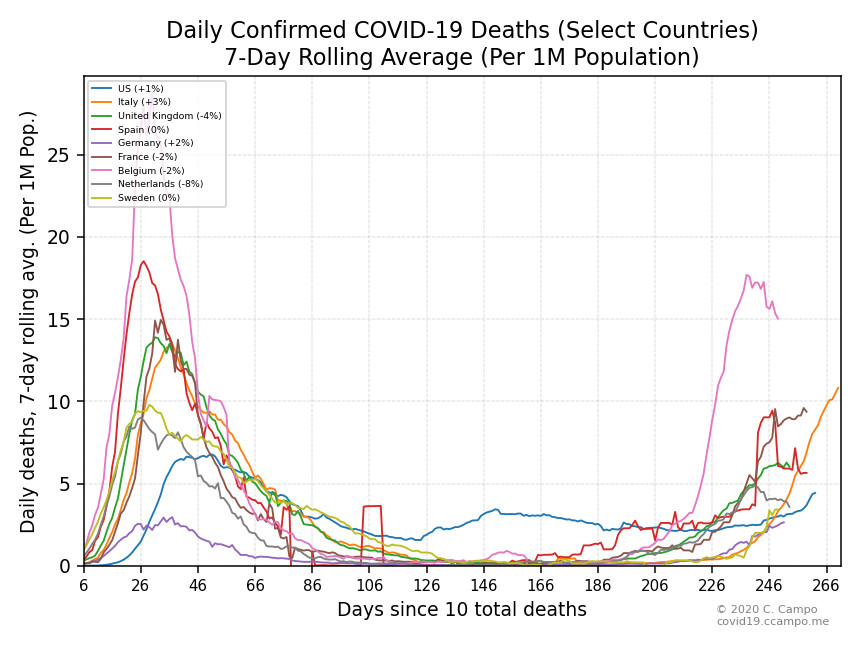 Daily Confirmed COVID-19 Deaths (Select Countries)
7-Day Rolling Average (Per 1M Population)
Daily deaths, 7-day rolling avg. (Per 1M Pop.)
25
20
15
10
5
0
US (+1%)
Italy (+3%)
United Kingdom (-4%)
Spain (0%)
Germany (+2%)
France (-2%)
Belgium (-2%)
Netherlands (-8%)
Sweden (0%)
6 26 46 66 86 106 126 146 166 186 206 226 246 266
Days since 10 total deaths
© 2020 C. Campo
covid19.ccampo.me